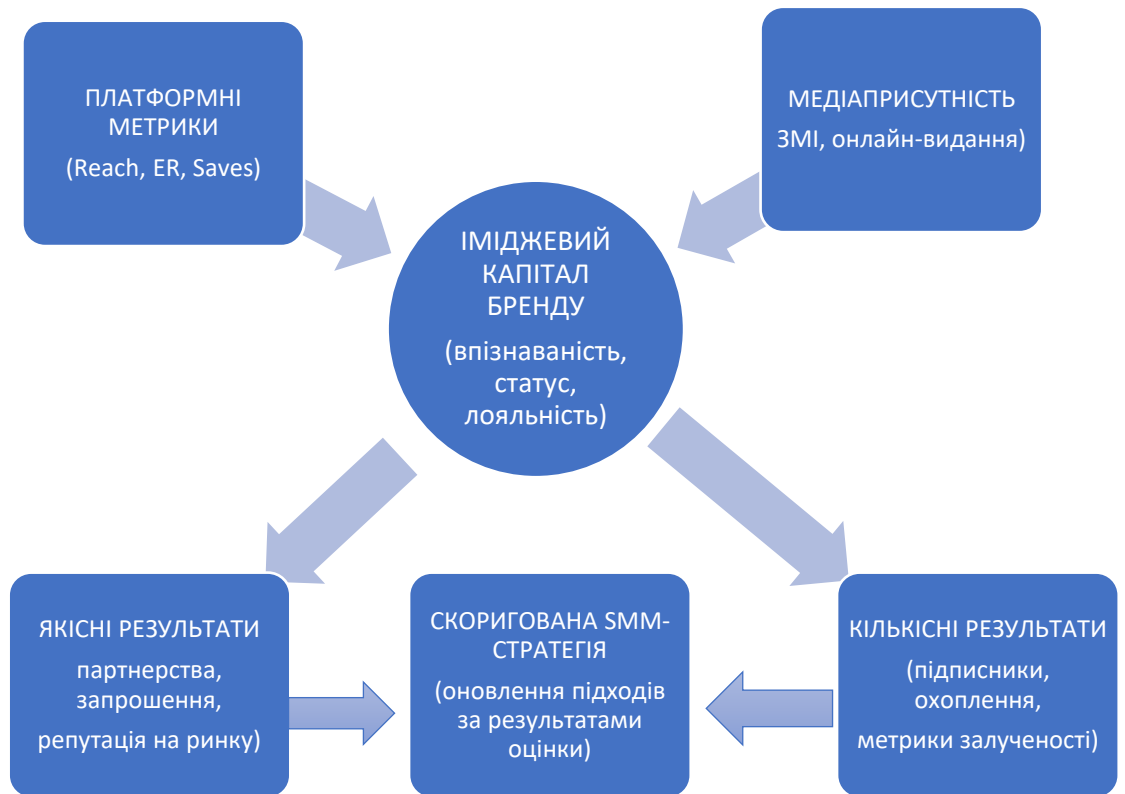 ПЛАТФОРМНІ
МЕТРИКИ
(Reach, ER, Saves)
МЕДІАПРИСУТНІСТЬ
ЗМІ, онлайн-видання)
ІМІДЖЕВИЙ
КАПІТАЛ
БРЕНДУ
(впізнаваність,
статус,
лояльність)
ЯКІСНІ РЕЗУЛЬТАТИ
партнерства,
запрошення,
репутація на ринку)
СКОРИГОВАНА SMM-
СТРАТЕГІЯ
(оновлення підходів
за результатами
оцінки)
КІЛЬКІСНІ РЕЗУЛЬТАТИ
(підписники,
охоплення,
метрики залученості)